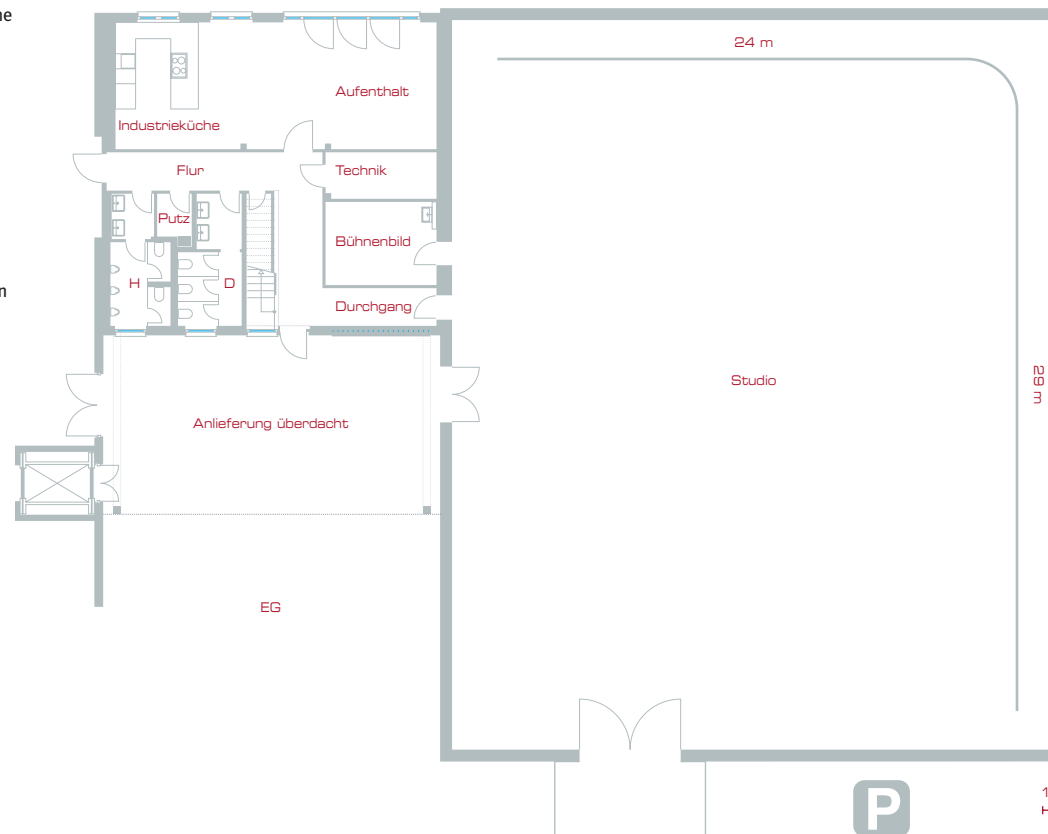 24 m
Aufenthalt
Industrieküche
Flur
Technik
Putz
Bühnenbild
H
D
Durchgang
Studio
29 m
Anlieferung überdacht
EG
P